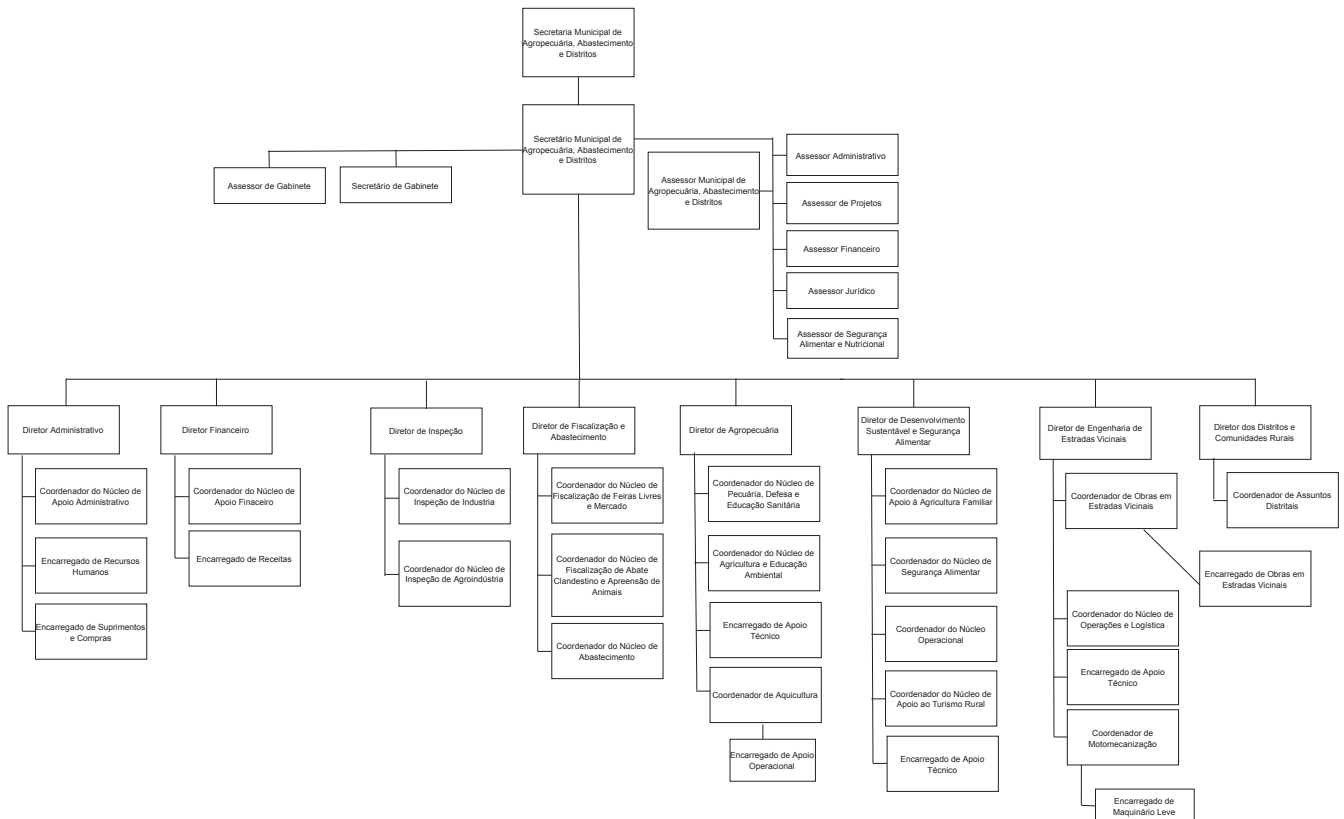 Secretaria Municipal de
Agropecuária, Abastecimento
e Distritos
Secretário Municipal de
Agropecuária, Abastecimento
e Distritos
Assessor de Gabinete
Secretário de Gabinete
Assessor Municipal de
Agropecuária, Abastecimento
e Distritos
Assessor Administrativo
Assessor de Projetos
Assessor Financeiro
Assessor Jurídico
Assessor de Segurança
Alimentar e Nutricional
Diretor Administrativo
Coordenador do Núcleo de
Apoio Administrativo
Encarregado de Recursos
Humanos
Encarregado de Suprimentos
e Compras
Diretor Financeiro
Coordenador do Núcleo de
Apoio Finaceiro
Encarregado de Receitas
Diretor de Inspeção
Coordenador do Núcleo de
Inspeção de Industria
Coordenador do Núcleo de
Inspeção de Agroindústria
Diretor de Fiscalização e
Abastecimento
Coordenador do Núcleo de
Fiscalização de Feiras Livres
e Mercado
Coordenador do Núcleo de
Fiscalização de Abate
Clandestino e Apreensão de
Animais
Coordenador do Núcleo de
Abastecimento
Diretor de Agropecuária
Coordenador do Núcleo de
Pecuária, Defesa e
Educação Sanitária
Coordenador do Núcleo de
Agricultura e Educação
Ambiental
Encarregado de Apoio
Técnico
Coordenador de Aquicultura
Encarregado de Apoio
Operacional
Diretor de Desenvolvimento
Sustentável e Segurança
Alimentar
Coordenador do Núcleo de
Apoio à Agricultura Familiar
Coordenador do Núcleo de
Segurança Alimentar
Coordenador do Núcleo
Operacional
Coordenador do Núcleo de
Apoio ao Turismo Rural
Encarregado de Apoio
Técnico
Diretor de Engenharia de
Estradas Vicinais
Coordenador de Obras em
Estradas Vicinais
Encarregado de Obras em
Estradas Vicinais
Coordenador do Núcleo de
Operações e Logística
Encarregado de Apoio
Técnico
Coordenador de
Motomecanização
Encarregado de
Maquinário Leve
Diretor dos Distritos e
Comunidades Rurais
Coordenador de Assuntos
Distritais